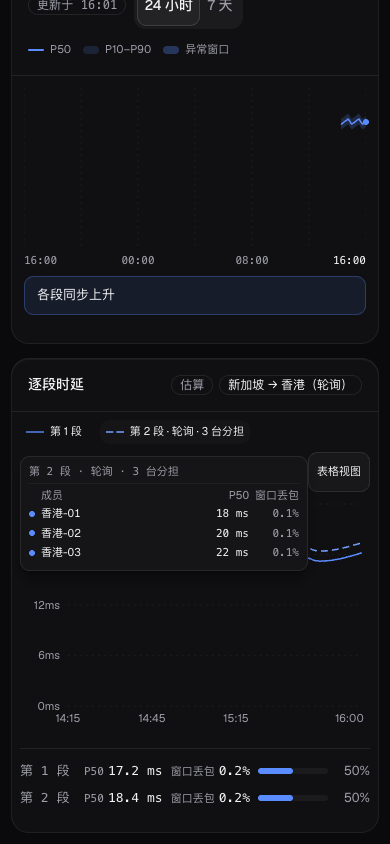 更新于 16:01 24 小时 7 天
P50 P10–P90 异常窗口
16:00 00:00 08:00 16:00
各段同步上升
逐段时延 估算 新加坡 → 香港 (轮询)
第 1 段 第 2 段 · 轮询 · 3 台分担
第 2 段 · 轮询 · 3 台分担
表格视图
成员 P50 窗口丢包
香港-01 18 ms 0.1%
香港-02 20 ms 0.1%
香港-03 22 ms 0.1%
12ms
6ms
0ms
14:15 14:45 15:15 16:00
第 1 段 P50 17.2 ms 窗口丢包 0.2% 50%
第 2 段 P50 18.4 ms 窗口丢包 0.2% 50%